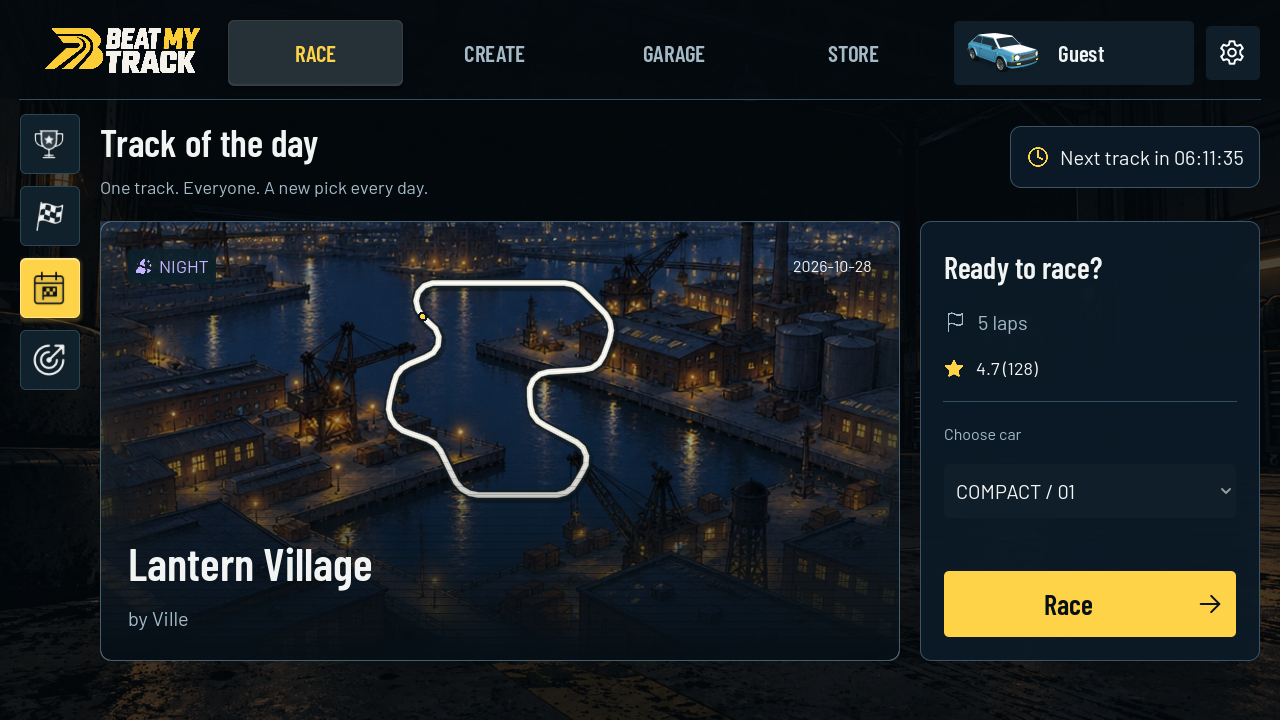 BEAT MY TRACK
RACE
CREATE
GARAGE
STORE
Guest
Track of the day
One track. Everyone. A new pick every day.
Next track in 06:11:35
NIGHT
2026-10-28
Lantern Village
by Ville
Ready to race?
5 laps
4.7 (128)
Choose car
COMPACT / 01
Race